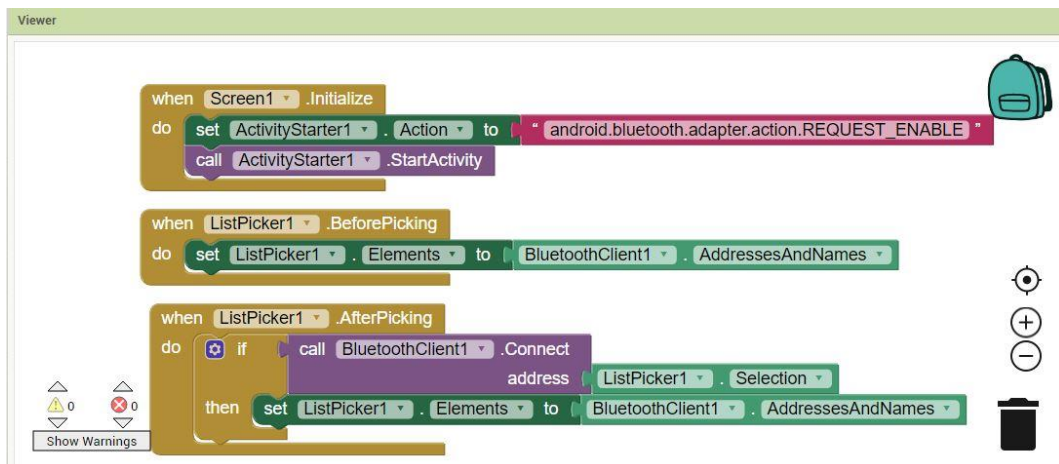 Viewer
when Screen1 .Initialize
do set ActivityStarter1 . Action to " android.bluetooth.adapter.action.REQUEST_ENABLE "
call ActivityStarter1 .StartActivity
when ListPicker1 .BeforePicking
do set ListPicker1 . Elements to BluetoothClient1 . AddressesAndNames
when ListPicker1 .AfterPicking
do if call BluetoothClient1 .Connect
address ListPicker1 . Selection
then set ListPicker1 . Elements to BluetoothClient1 . AddressesAndNames
0 0
Show Warnings